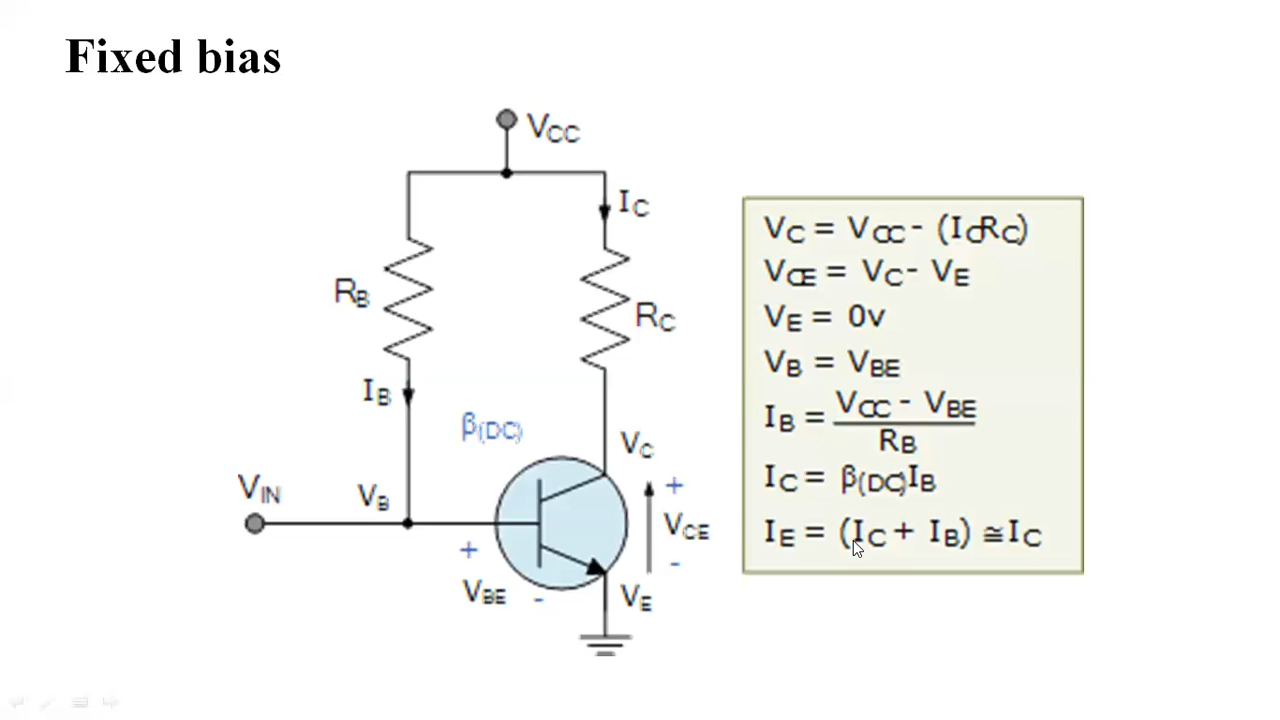 Fixed bias
VCC
IC
RB
RC
IB
β(DC)
VC
VIN
VB
+
VCE
-
+
VBE
-
VE
VC = VCC - (ICRC)
VCE = VC - VE
VE = 0v
VB = VBE
IB = VCC - VBE / RB
IC = β(DC)IB
IE = (IC + IB) ≅ IC